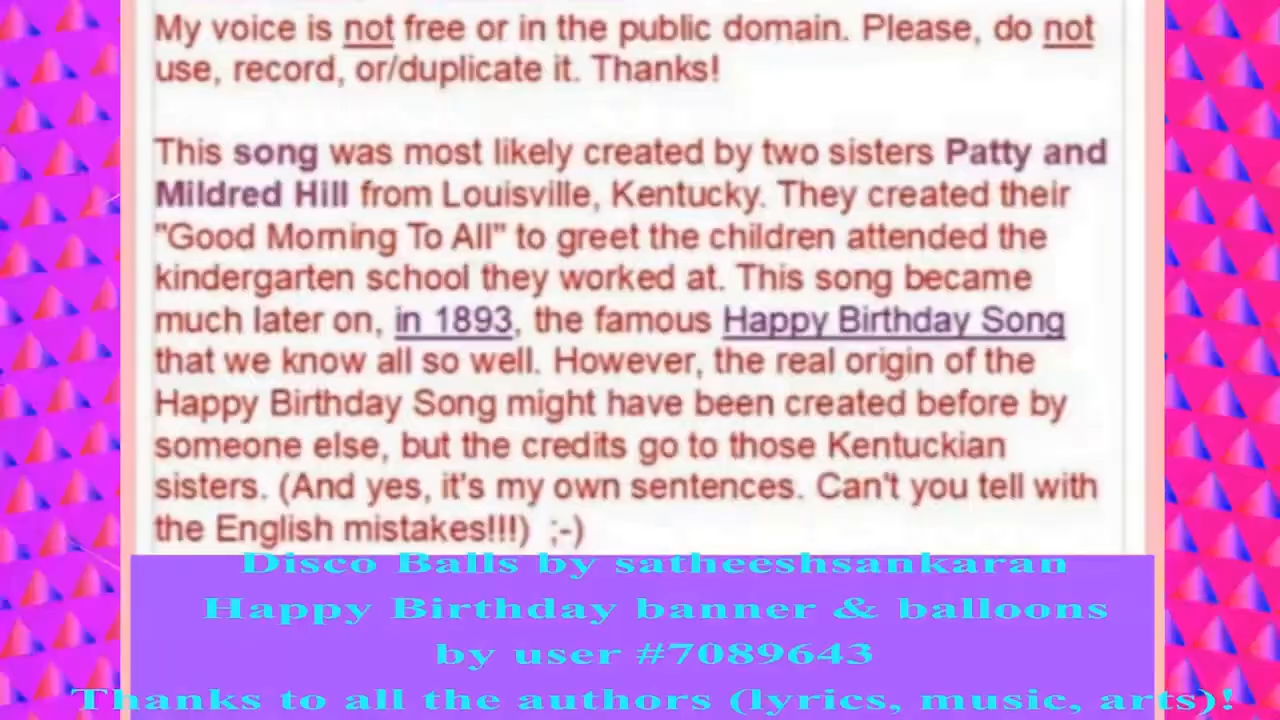 My voice is not free or in the public domain. Please, do not
use, record, or/duplicate it. Thanks!
This song was most likely created by two sisters Patty and
Mildred Hill from Louisville, Kentucky. They created their
"Good Morning To All" to greet the children attended the
kindergarten school they worked at. This song became
much later on, in 1893, the famous Happy Birthday Song
that we know all so well. However, the real origin of the
Happy Birthday Song might have been created before by
someone else, but the credits go to those Kentuckian
sisters. (And yes, it's my own sentences. Can't you tell with
the English mistakes!!!) ;-)
Disco Balls by satheeshsankaran
Happy Birthday banner & balloons
by user #7089643
Thanks to all the authors (lyrics, music, arts)!